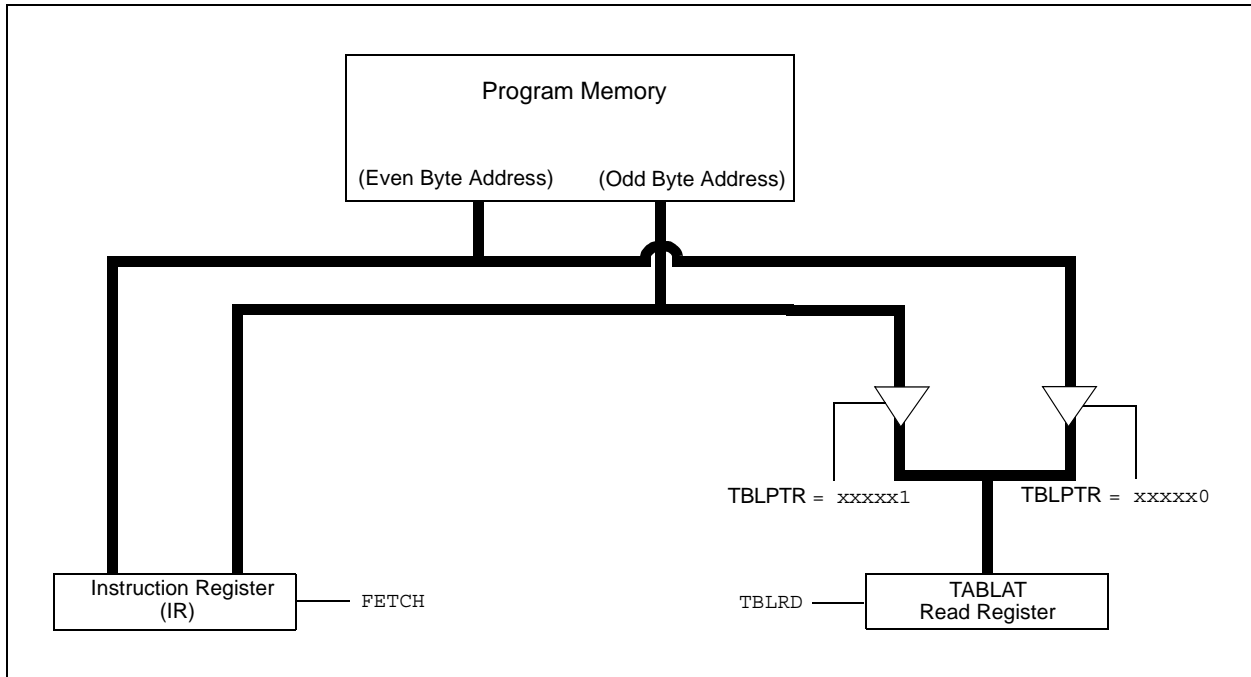 Program Memory
(Even Byte Address)
(Odd Byte Address)
TBLPTR = xxxxx1
TBLPTR = xxxxx0
Instruction Register
(IR)
FETCH
TBLRD
TABLAT
Read Register